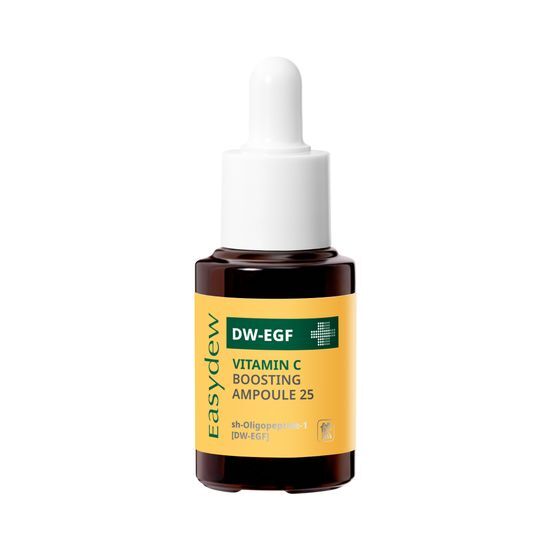 Easydew
DW-EGF
VITAMIN C
BOOSTING
AMPOULE 25
sh-Oligopeptide-1
[DW-EGF]